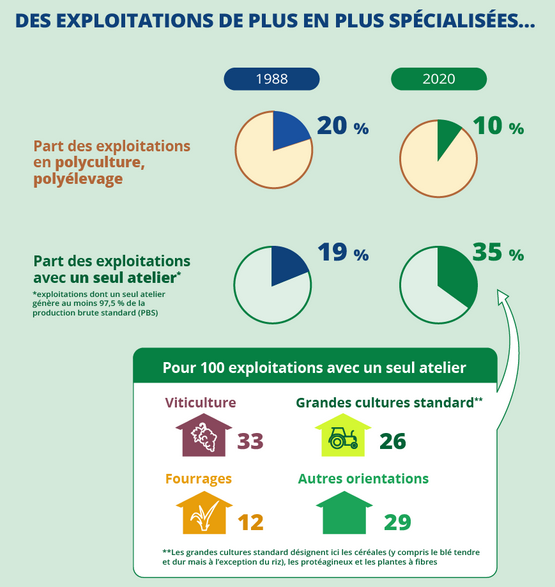 DES EXPLOITATIONS DE PLUS EN PLUS SPÉCIALISÉES...
1988
2020
Part des exploitations
en polyculture,
polyélevage
20 %
10 %
Part des exploitations
avec un seul atelier*
*exploitations dont un seul atelier
génère au moins 97,5 % de la
production brute standard (PBS)
19 %
35 %
Pour 100 exploitations avec un seul atelier
Viticulture
33
Grandes cultures standard**
26
Fourrages
12
Autres orientations
29
**Les grandes cultures standard désignent ici les céréales (y compris le blé tendre
et dur mais à l'exception du riz), les protéagineux et les plantes à fibres